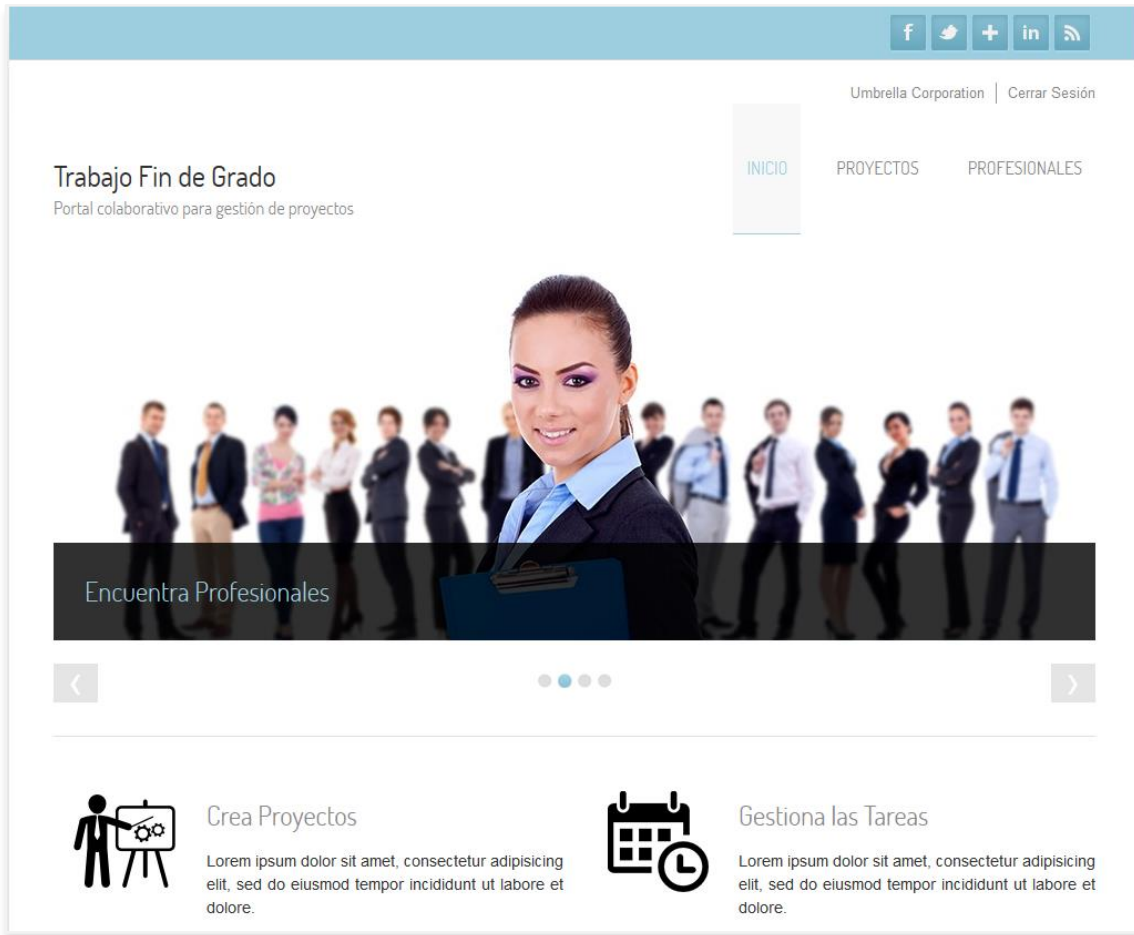 f in
Umbrella Corporation Cerrar Sesión
INICIO PROYECTOS PROFESIONALES
Trabajo Fin de Grado
Portal colaborativo para gestión de proyectos
Encuentra Profesionales
Crea Proyectos
Lorem ipsum dolor sit amet, consectetur adipisicing
elit, sed do eiusmod tempor incididunt ut labore et
dolore.
Gestiona las Tareas
Lorem ipsum dolor sit amet, consectetur adipisicing
elit, sed do eiusmod tempor incididunt ut labore et
dolore.